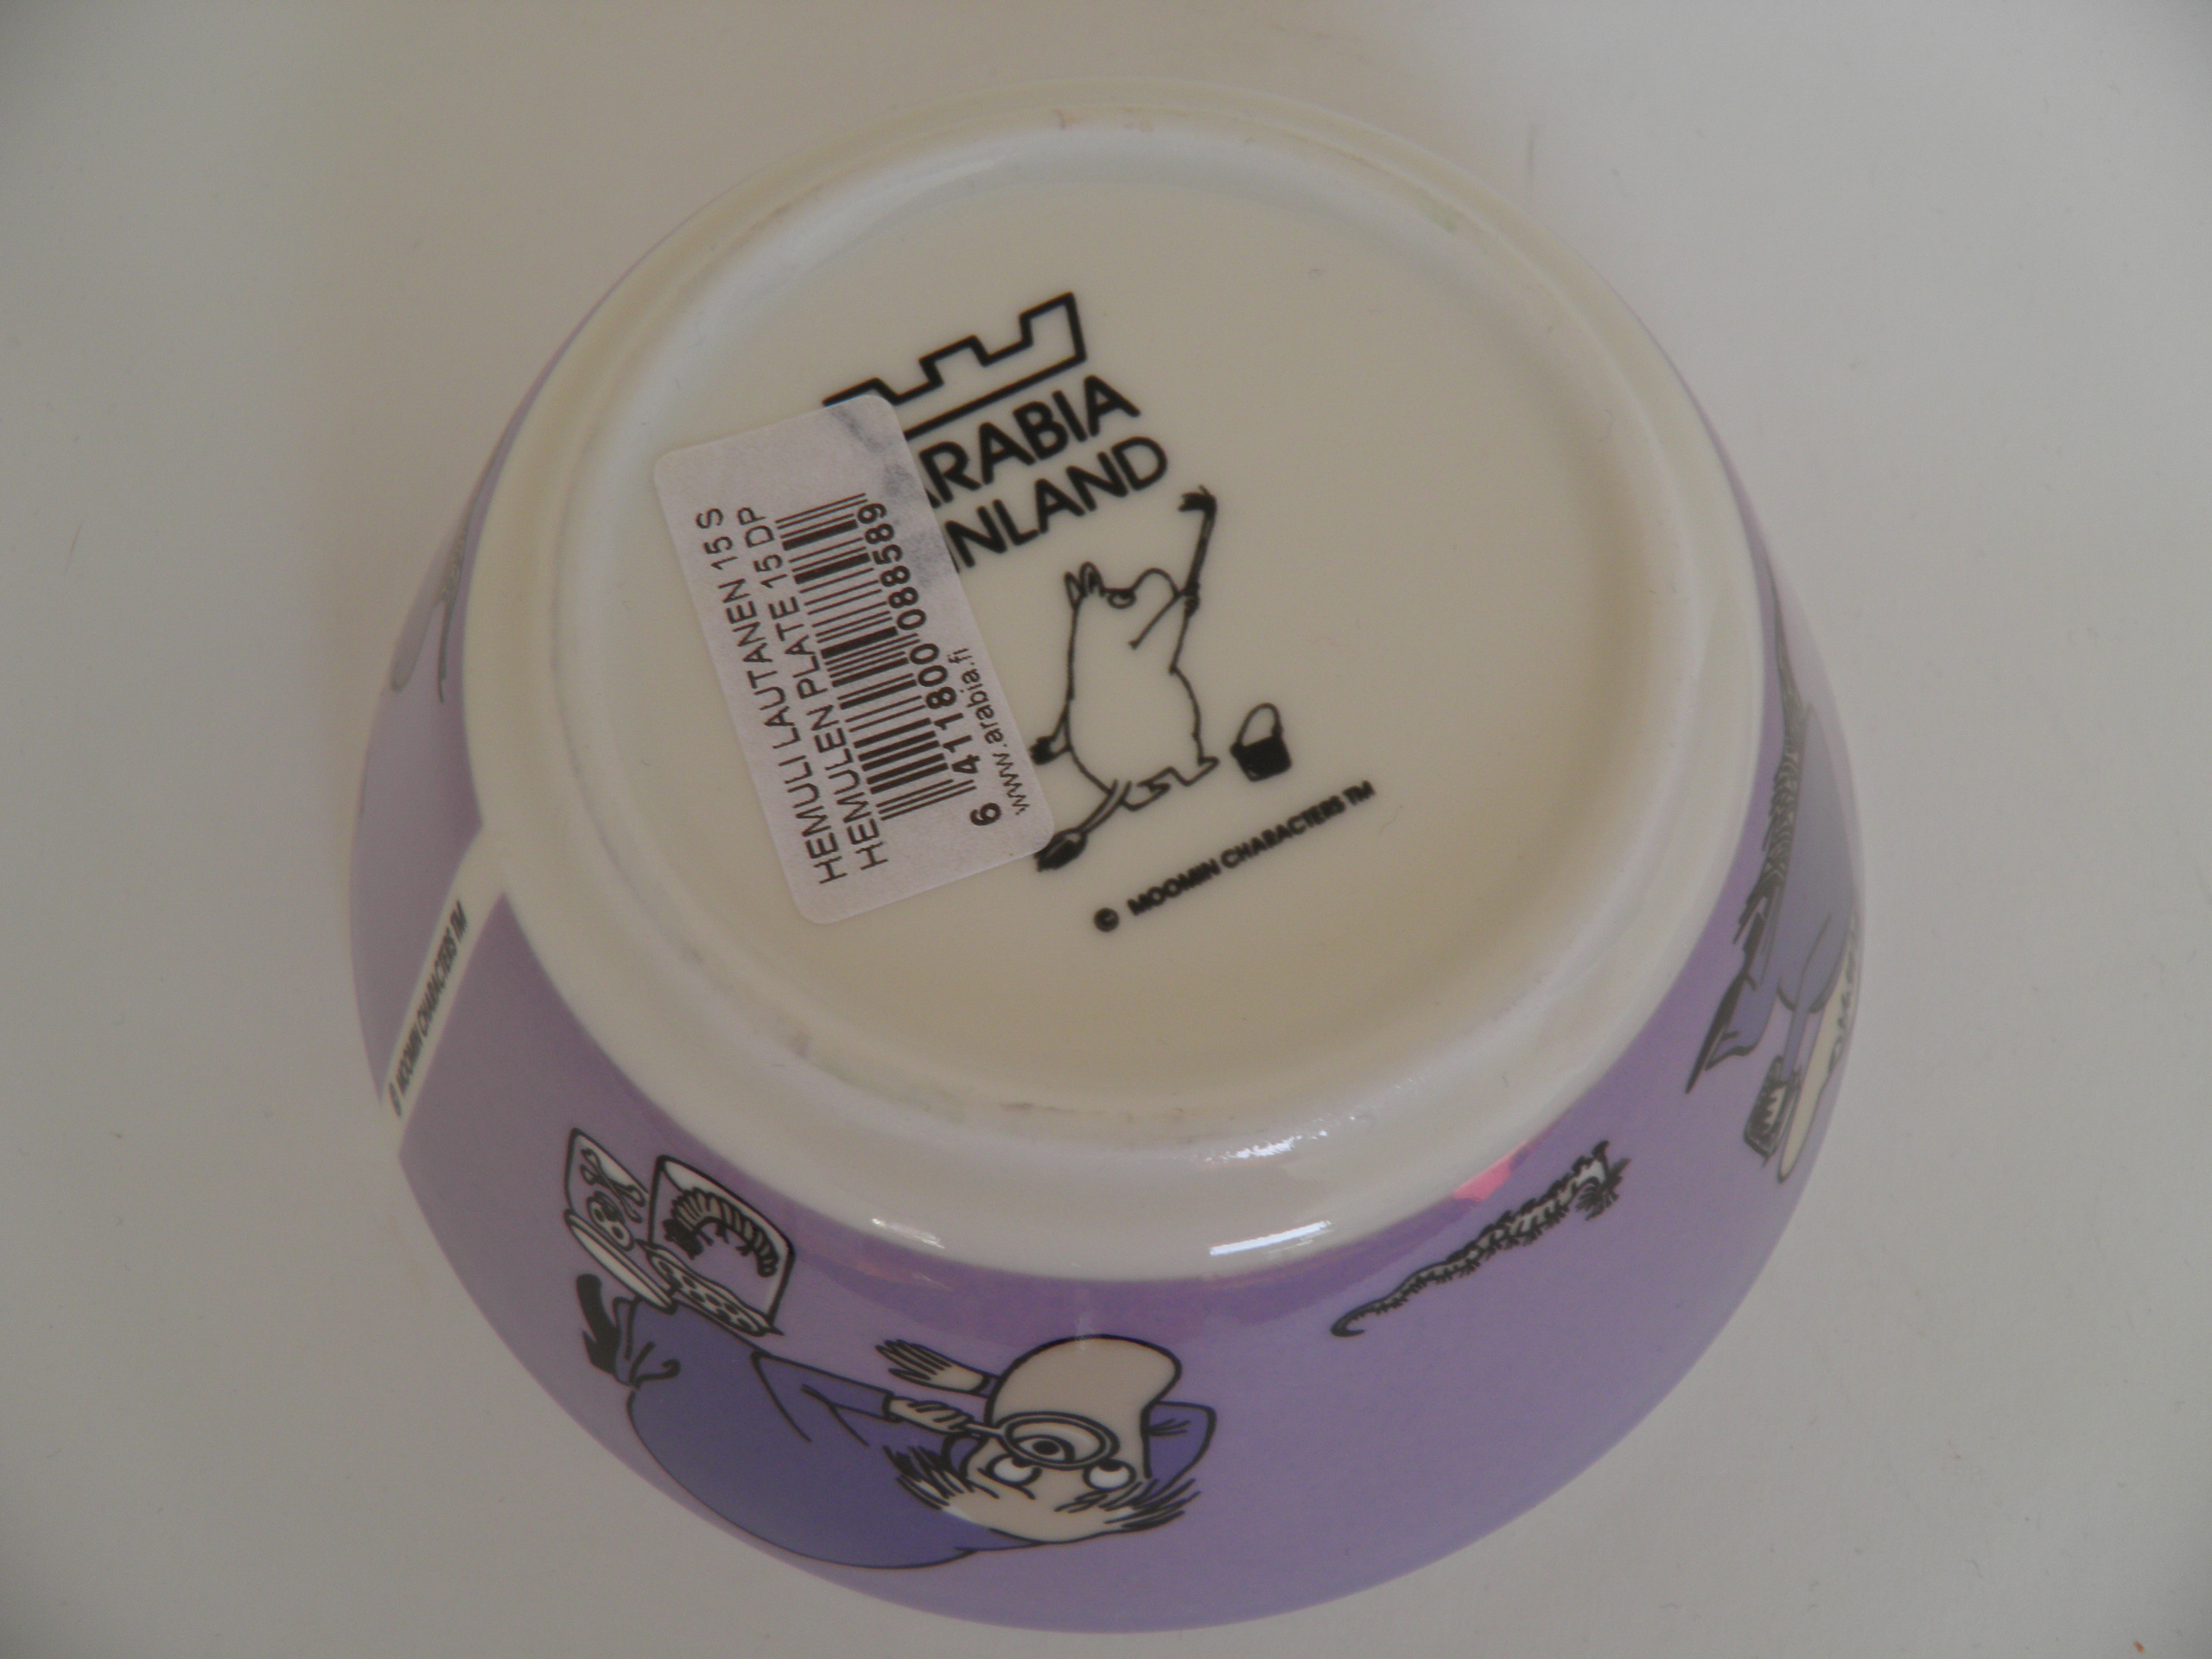 ARABIA
FINLAND
HEMULI LAUTANEN 15 S
HEMULEN PLATE 15 DP
6 411800 088589
www.arabia.fi
© MOOMIN CHARACTERS TM
© MOOMIN CHARACTERS TM